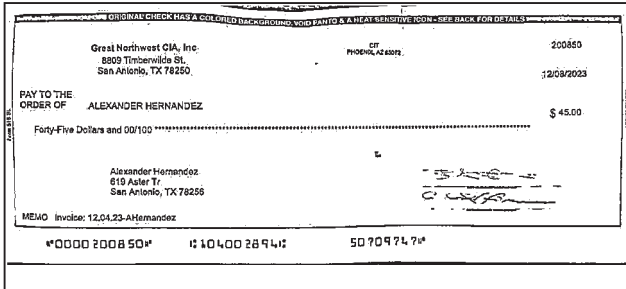 ORIGINAL CHECK HAS A COLORED BACKGROUND, VOID PANTO & A HEAT SENSITIVE ICON - SEE BACK FOR DETAILS
Great Northwest CIA, Inc
8809 Timberwilde St.
San Antonio, TX 78250
CIT
PHOENIX, AZ 85072
200850
12/08/2023
PAY TO THE
ORDER OF ALEXANDER HERNANDEZ
$ 45.00
Forty-Five Dollars and 00/100
Alexander Hernandez
619 Aster Tr
San Antonio, TX 78256
MEMO Invoice: 12.04.23-AHernandez
⑈0000200850⑈ ⑆104002894⑆ 50709747⑈